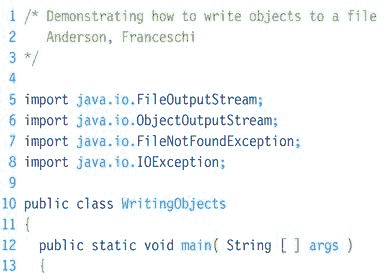 1 /* Demonstrating how to write objects to a file
2    Anderson, Franceschi
3 */
4
5 import java.io.FileOutputStream;
6 import java.io.ObjectOutputStream;
7 import java.io.FileNotFoundException;
8 import java.io.IOException;
9
10 public class WritingObjects
11 {
12   public static void main( String [ ] args )
13   {